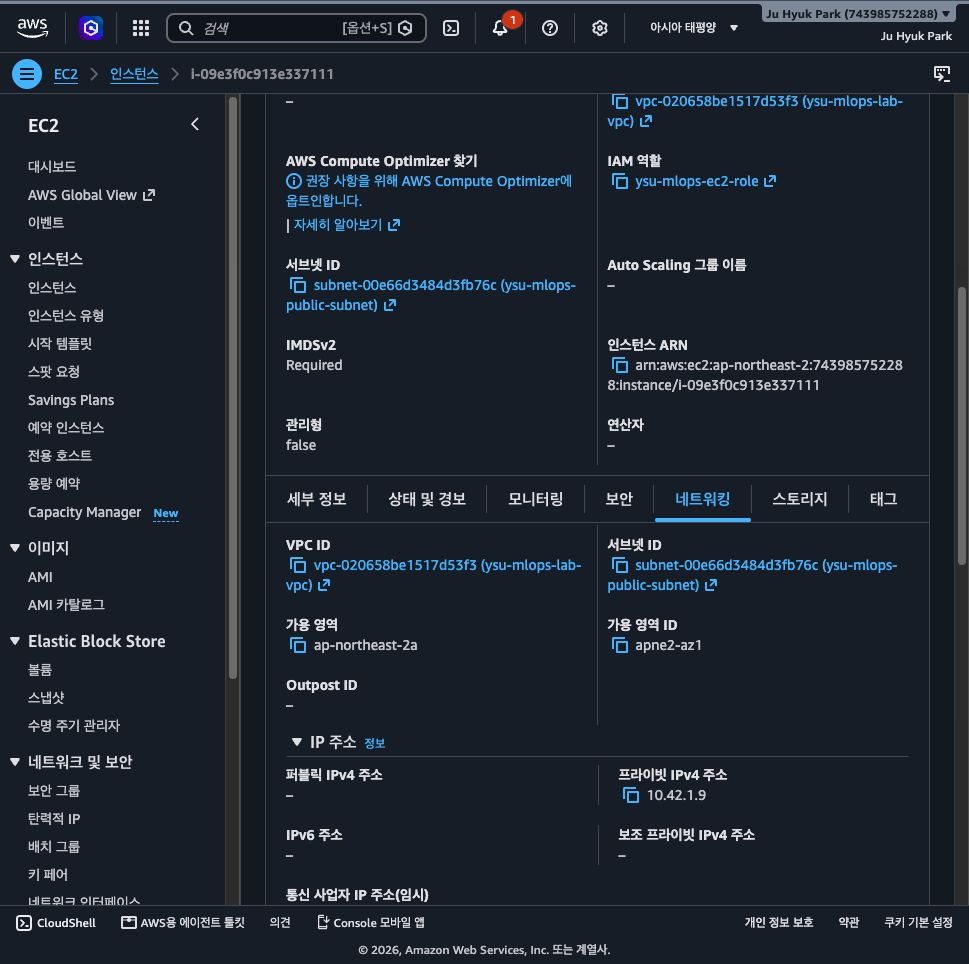 aws
검색 [옵션+S]
1
아시아 태평양 ▼
Ju Hyuk Park (743985752288) ▼
Ju Hyuk Park
EC2 > 인스턴스 > i-09e3f0c913e337111
EC2
대시보드
AWS Global View
이벤트
▼ 인스턴스
인스턴스
인스턴스 유형
시작 템플릿
스팟 요청
Savings Plans
예약 인스턴스
전용 호스트
용량 예약
Capacity Manager New
▼ 이미지
AMI
AMI 카탈로그
▼ Elastic Block Store
볼륨
스냅샷
수명 주기 관리자
▼ 네트워크 및 보안
보안 그룹
탄력적 IP
배치 그룹
키 페어
네트워크 인터페이스
–
vpc-020658be1517d53f3 (ysu-mlops-lab-
vpc)
AWS Compute Optimizer 찾기
권장 사항을 위해 AWS Compute Optimizer에
옵트인합니다.
| 자세히 알아보기
IAM 역할
ysu-mlops-ec2-role
서브넷 ID
subnet-00e66d3484d3fb76c (ysu-mlops-
public-subnet)
Auto Scaling 그룹 이름
–
IMDSv2
Required
인스턴스 ARN
arn:aws:ec2:ap-northeast-2:74398575228
8:instance/i-09e3f0c913e337111
관리형
false
연산자
–
세부 정보 상태 및 경보 모니터링 보안 네트워킹 스토리지 태그
VPC ID
vpc-020658be1517d53f3 (ysu-mlops-lab-
vpc)
서브넷 ID
subnet-00e66d3484d3fb76c (ysu-mlops-
public-subnet)
가용 영역
ap-northeast-2a
가용 영역 ID
apne2-az1
Outpost ID
–
▼ IP 주소 정보
퍼블릭 IPv4 주소
–
프라이빗 IPv4 주소
10.42.1.9
IPv6 주소
–
보조 프라이빗 IPv4 주소
–
통신 사업자 IP 주소(임시)
CloudShell AWS용 에이전트 툴킷 의견 Console 모바일 앱 개인 정보 보호 약관 쿠키 기본 설정
© 2026, Amazon Web Services, Inc. 또는 계열사.